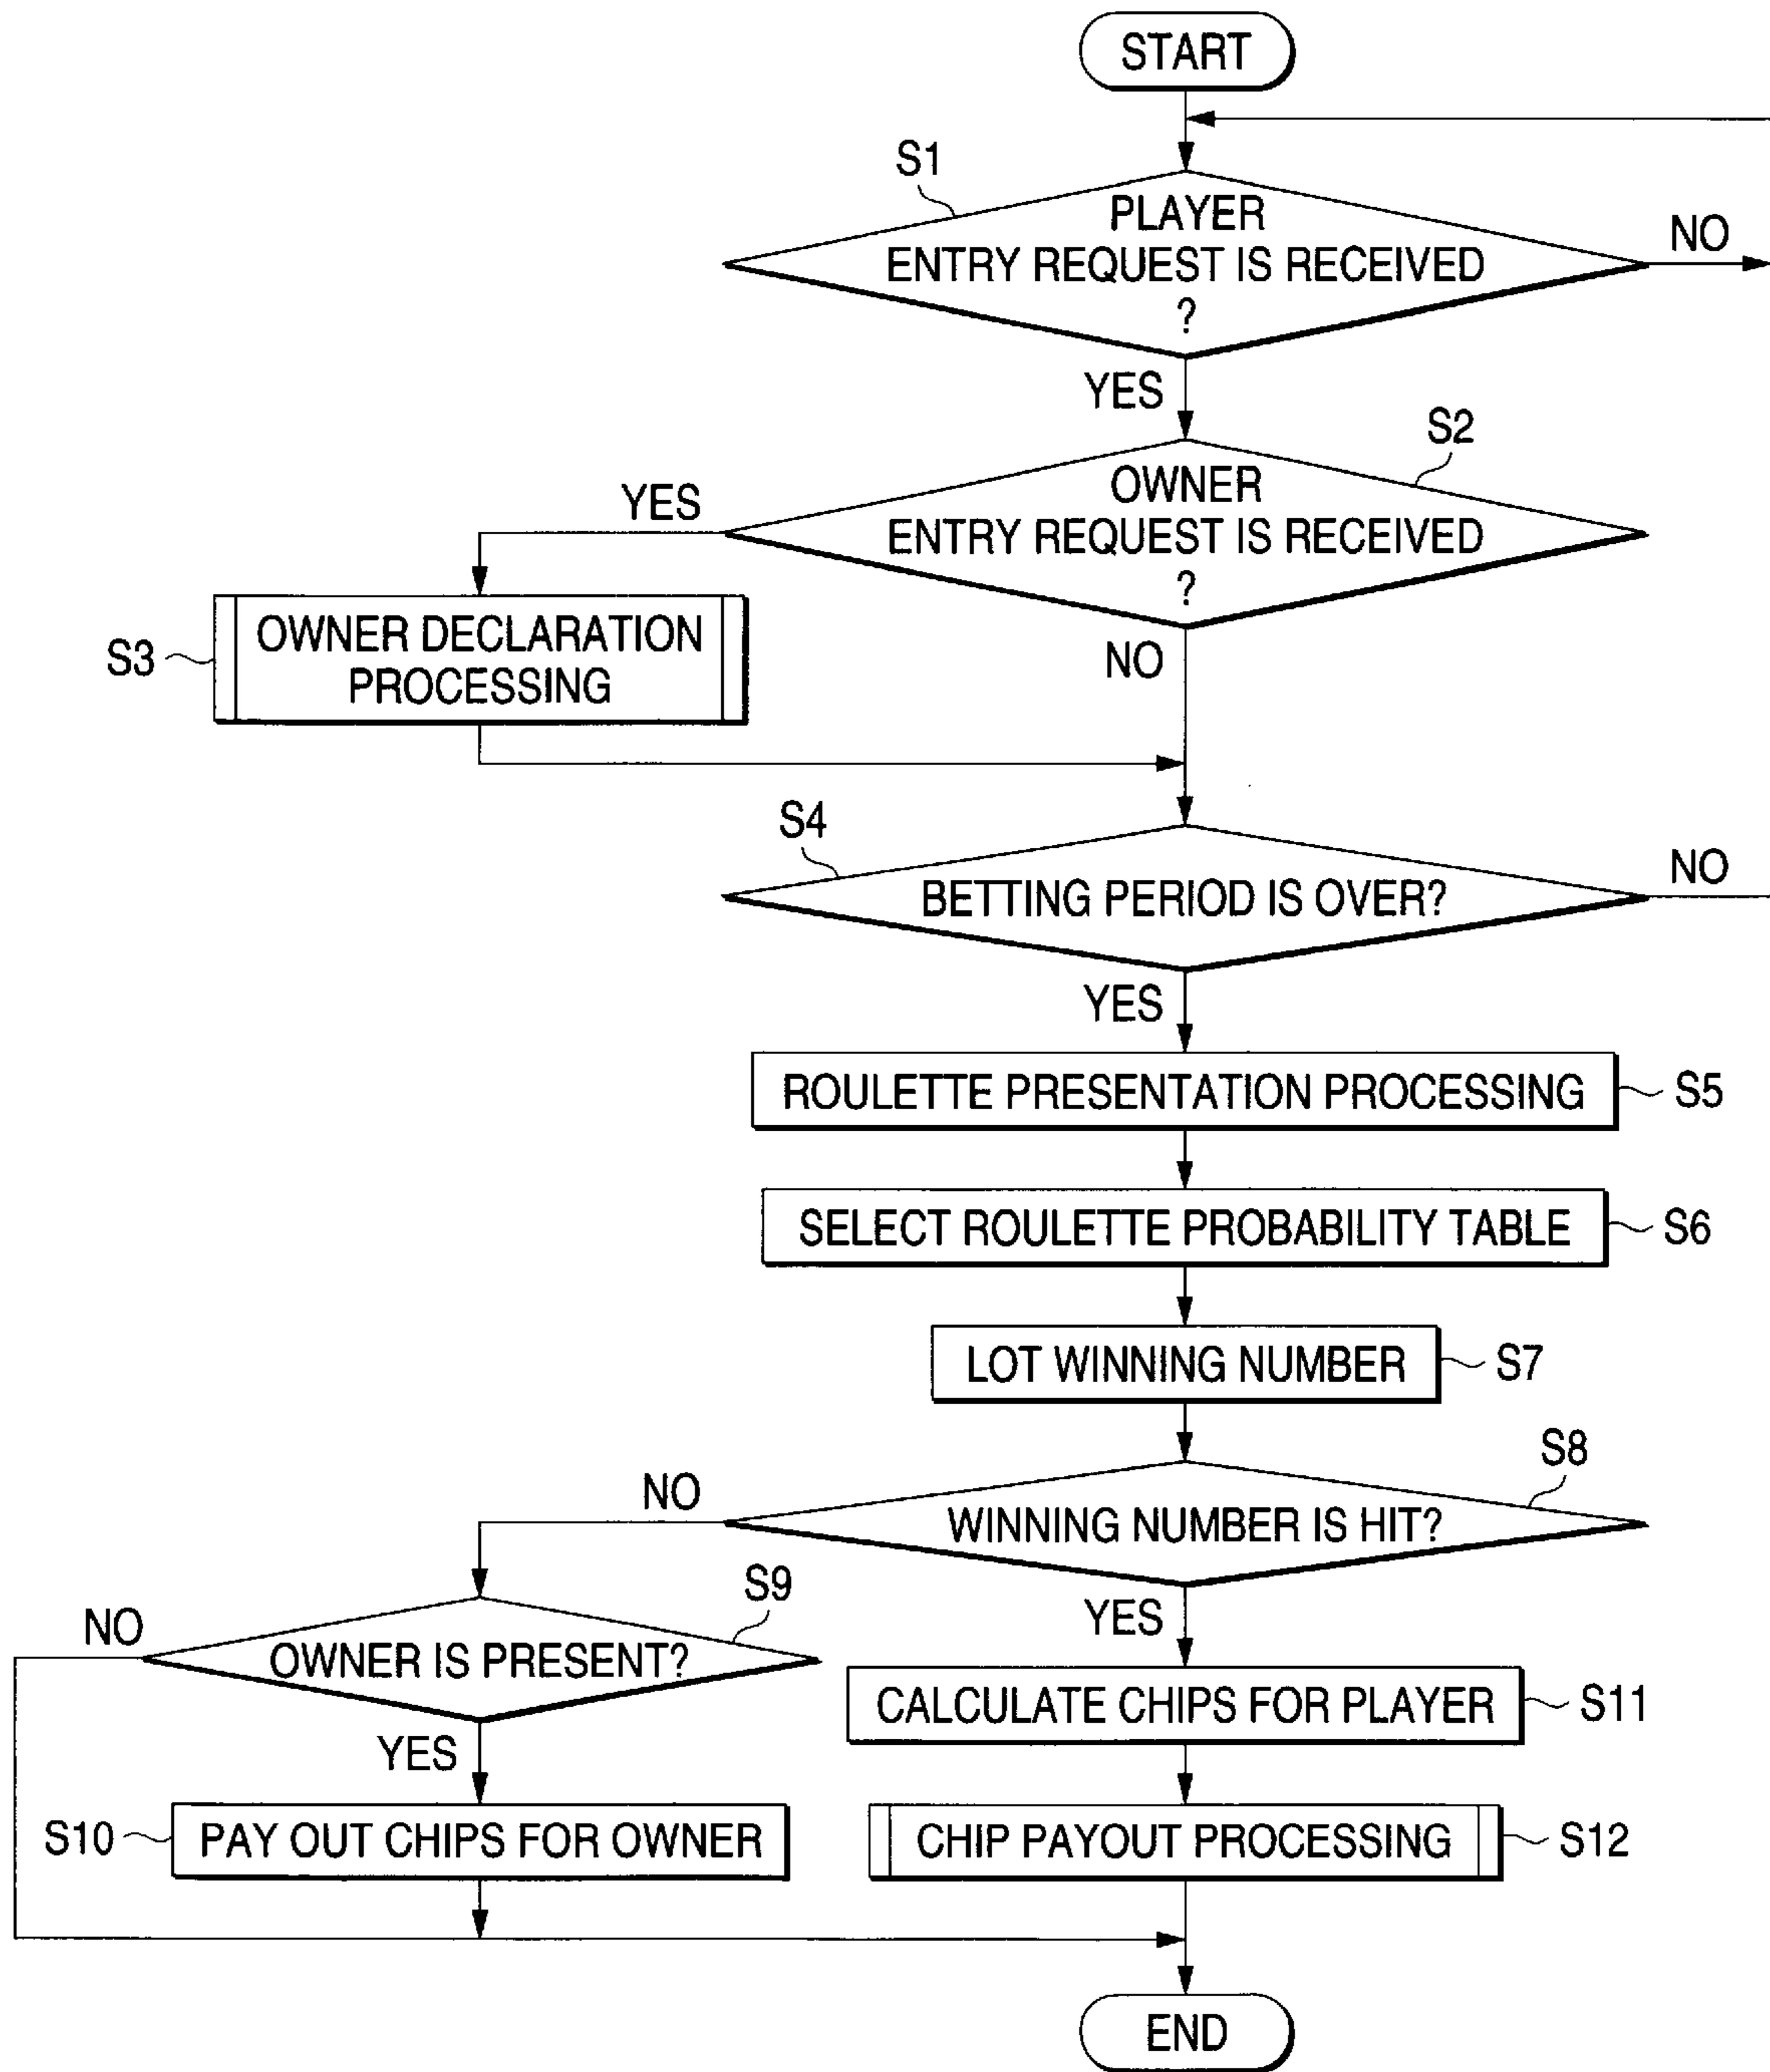 START
S1
PLAYER
ENTRY REQUEST IS RECEIVED
?
NO
YES
S2
OWNER
ENTRY REQUEST IS RECEIVED
?
YES
S3
OWNER DECLARATION
PROCESSING
NO
S4
BETTING PERIOD IS OVER?
NO
YES
ROULETTE PRESENTATION PROCESSING
S5
SELECT ROULETTE PROBABILITY TABLE
S6
LOT WINNING NUMBER
S7
S8
WINNING NUMBER IS HIT?
NO
YES
S9
OWNER IS PRESENT?
NO
YES
S10
PAY OUT CHIPS FOR OWNER
CALCULATE CHIPS FOR PLAYER
S11
CHIP PAYOUT PROCESSING
S12
END